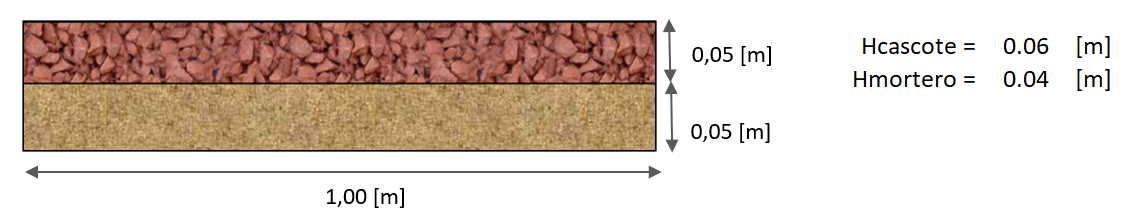 0,05 [m]
Hcascote = 0.06 [m]
Hmortero = 0.04 [m]
0,05 [m]
1,00 [m]